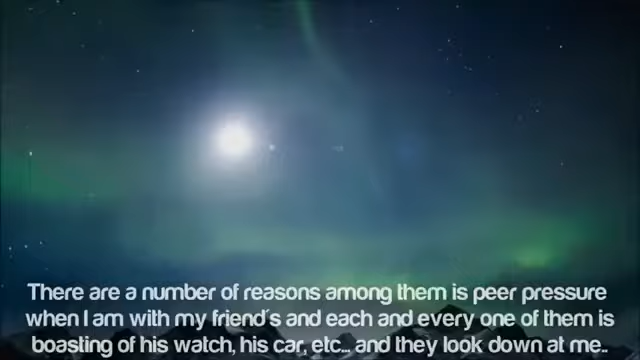 There are a number of reasons among them is peer pressure
when I am with my friend's and each and every one of them is
boasting of his watch, his car, etc... and they look down at me..